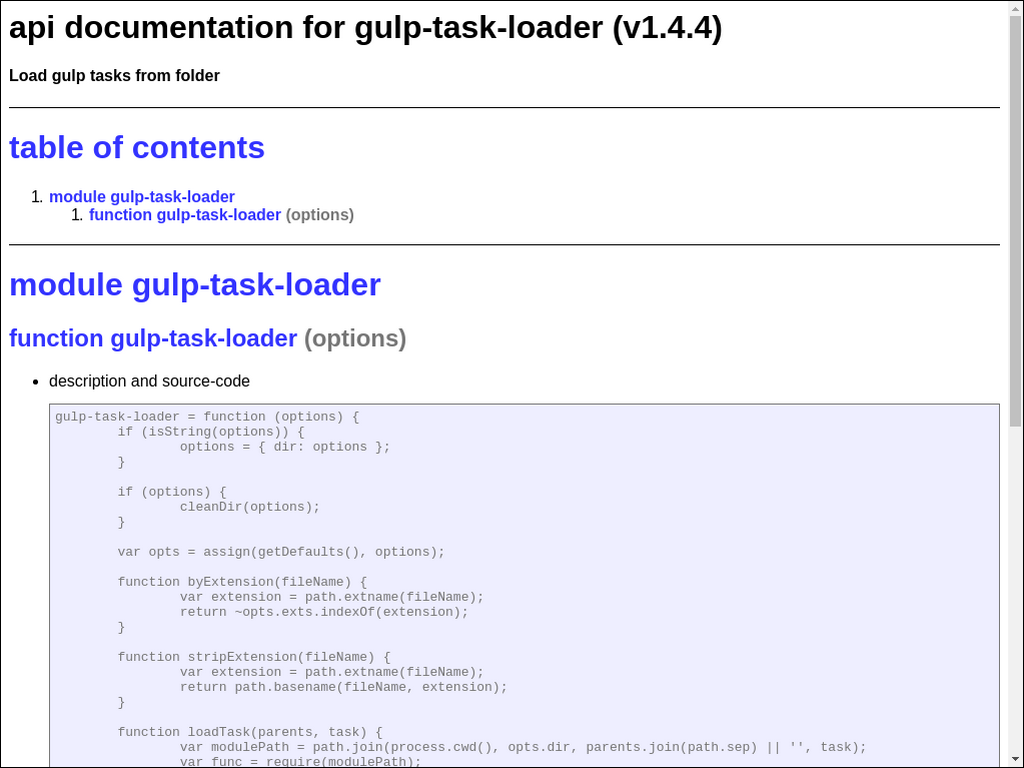 api documentation for gulp-task-loader (v1.4.4)
Load gulp tasks from folder
table of contents
1. module gulp-task-loader
1. function gulp-task-loader (options)
module gulp-task-loader
function gulp-task-loader (options)
• description and source-code
gulp-task-loader = function (options) {
        if (isString(options)) {
                options = { dir: options };
        }

        if (options) {
                cleanDir(options);
        }

        var opts = assign(getDefaults(), options);

        function byExtension(fileName) {
                var extension = path.extname(fileName);
                return ~opts.exts.indexOf(extension);
        }

        function stripExtension(fileName) {
                var extension = path.extname(fileName);
                return path.basename(fileName, extension);
        }

        function loadTask(parents, task) {
                var modulePath = path.join(process.cwd(), opts.dir, parents.join(path.sep) || '', task);
                var func = require(modulePath);